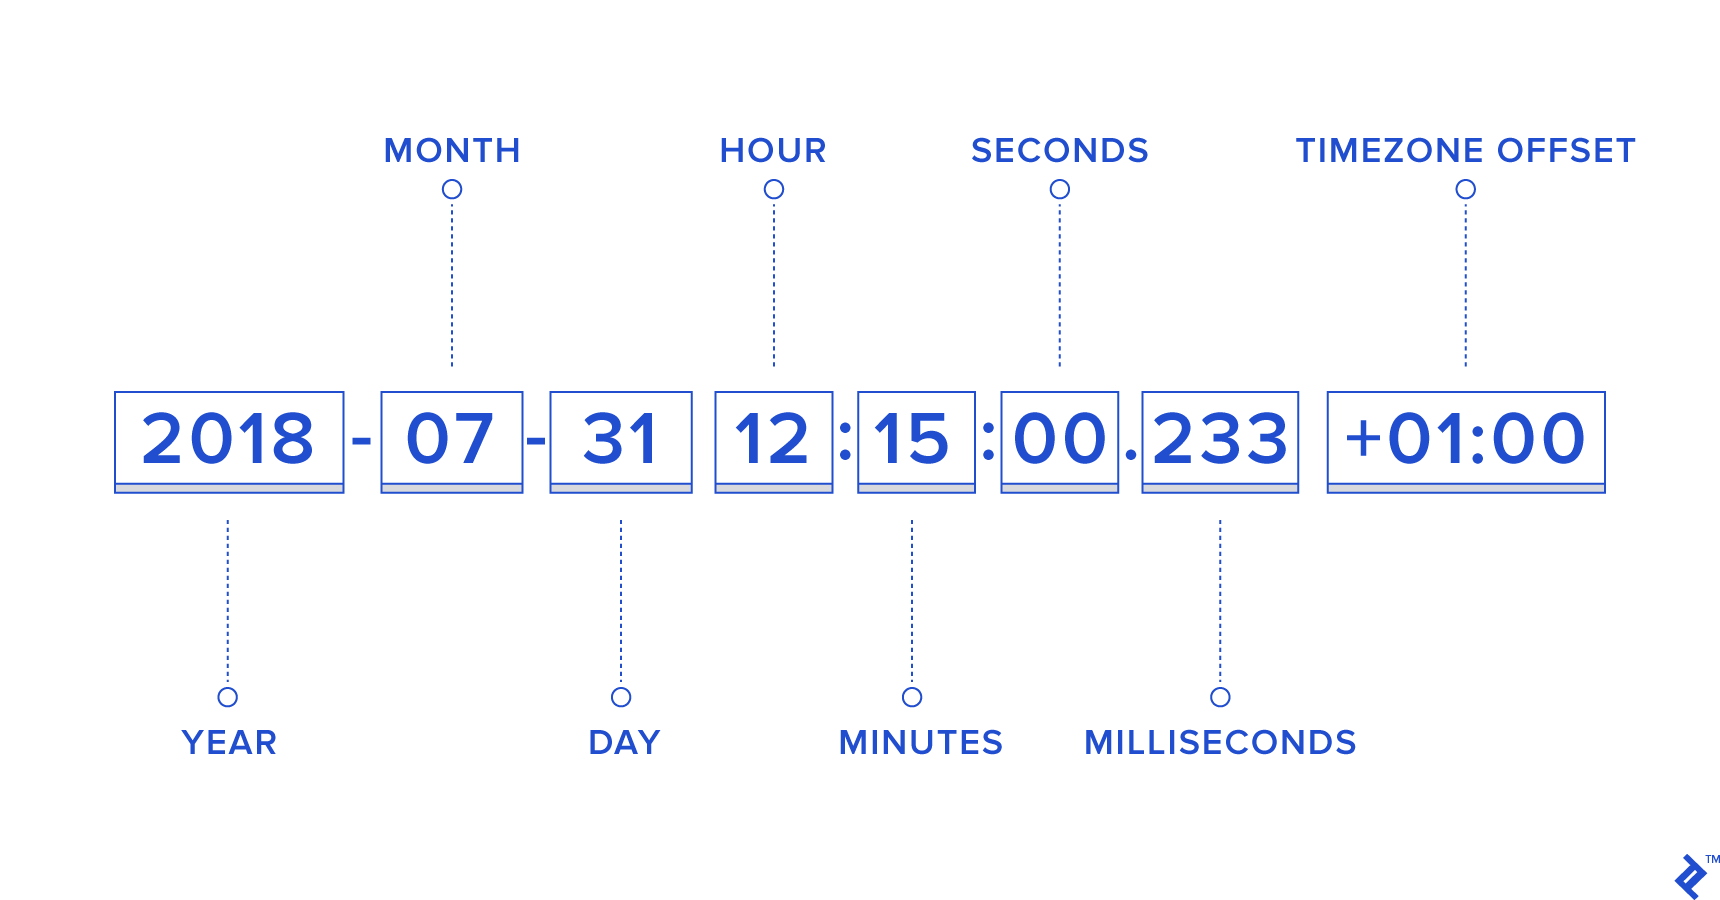 MONTH HOUR SECONDS TIMEZONE OFFSET
2018-07-31 12:15:00.233 +01:00
YEAR DAY MINUTES MILLISECONDS
TM